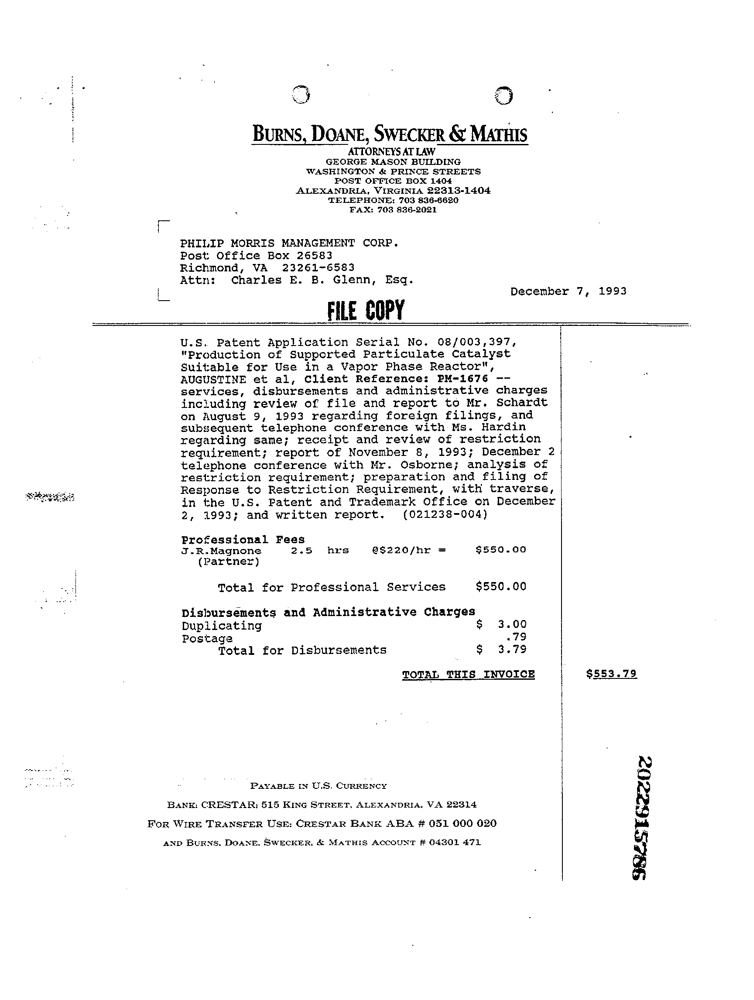 BURNS, DOANE, SWECKER & MATHIS
ATTORNEYS AT LAW
GEORGE MASON BUILDING
WASHINGTON & PRINCE STREETS
POST OFFICE BOX 1404
ALEXANDRIA, VIRGINIA 22313-1404
TELEPHONE: 703 836-6620
FAX: 703 836-2021
PHILIP MORRIS MANAGEMENT CORP.
Post Office Box 26583
Richmond, VA 23261-6583
Attn: Charles E. B. Glenn, Esq.
December 7, 1993
FILE COPY
U.S. Patent Application Serial No. 08/003,397,
"Production of Supported Particulate Catalyst
Suitable for Use in a Vapor Phase Reactor",
AUGUSTINE et al, Client Reference: PM-1676 --
services, disbursements and administrative charges
including review of file and report to Mr. Schardt
on August 9, 1993 regarding foreign filings, and
subsequent telephone conference with Ms. Hardin
regarding same; receipt and review of restriction
requirement; report of November 8, 1993; December 2
telephone conference with Mr. Osborne; analysis of
restriction requirement; preparation and filing of
Response to Restriction Requirement, with traverse,
in the U.S. Patent and Trademark Office on December
2, 1993; and written report. (021238-004)
Professional Fees
J.R.Magnone 2.5 hrs @$220/hr = $550.00
(Partner)
Total for Professional Services $550.00
Disbursements and Administrative Charges
Duplicating $ 3.00
Postage .79
Total for Disbursements $ 3.79
TOTAL THIS INVOICE $553.79
PAYABLE IN U.S. CURRENCY
BANK: CRESTAR: 515 KING STREET, ALEXANDRIA, VA 22314
FOR WIRE TRANSFER USE: CRESTAR BANK ABA # 051 000 020
AND BURNS, DOANE, SWECKER, & MATHIS ACCOUNT # 04301 471
2022915786